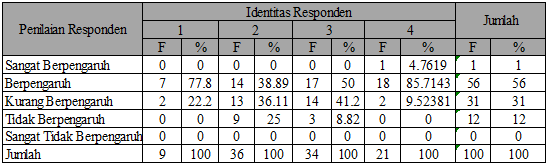 Penilaian Responden Identitas Responden Jumlah
1 2 3 4
F % F % F % F % F %
Sangat Berpengaruh 0 0 0 0 0 0 1 4.7619 1 1
Berpengaruh 7 77.8 14 38.89 17 50 18 85.7143 56 56
Kurang Berpengaruh 2 22.2 13 36.11 14 41.2 2 9.52381 31 31
Tidak Berpengaruh 0 0 9 25 3 8.82 0 0 12 12
Sangat Tidak Berpengaruh 0 0 0 0 0 0 0 0 0 0
Jumlah 9 100 36 100 34 100 21 100 100 100